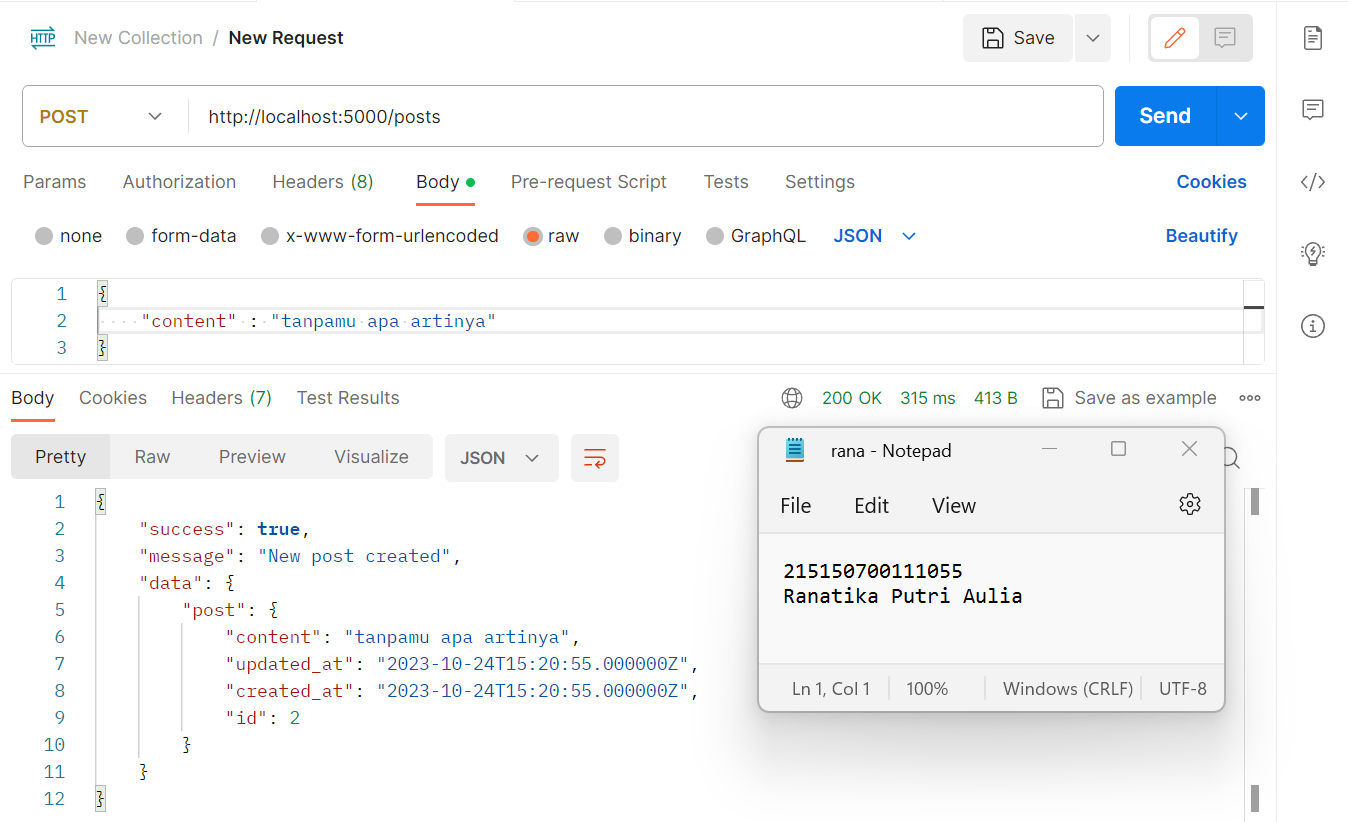 HTTP New Collection / New Request Save
POST http://localhost:5000/posts Send
Params Authorization Headers (8) Body Pre-request Script Tests Settings Cookies
none form-data x-www-form-urlencoded raw binary GraphQL JSON Beautify
1 {
2 "content" : "tanpamu apa artinya"
3 }
Body Cookies Headers (7) Test Results 200 OK 315 ms 413 B Save as example
Pretty Raw Preview Visualize JSON
1 {
2 "success": true,
3 "message": "New post created",
4 "data": {
5 "post": {
6 "content": "tanpamu apa artinya",
7 "updated_at": "2023-10-24T15:20:55.000000Z",
8 "created_at": "2023-10-24T15:20:55.000000Z",
9 "id": 2
10 }
11 }
12 }
rana - Notepad
File Edit View
215150700111055
Ranatika Putri Aulia
Ln 1, Col 1 100% Windows (CRLF) UTF-8